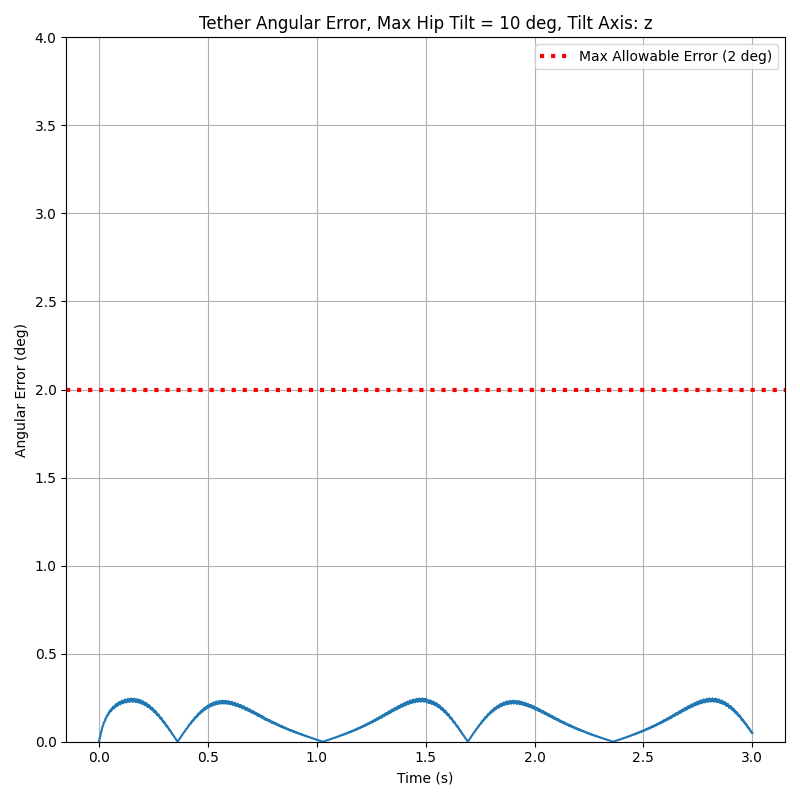 Tether Angular Error, Max Hip Tilt = 10 deg, Tilt Axis: z
Max Allowable Error (2 deg)
Angular Error (deg)
4.0
3.5
3.0
2.5
2.0
1.5
1.0
0.5
0.0
0.0 0.5 1.0 1.5 2.0 2.5 3.0
Time (s)